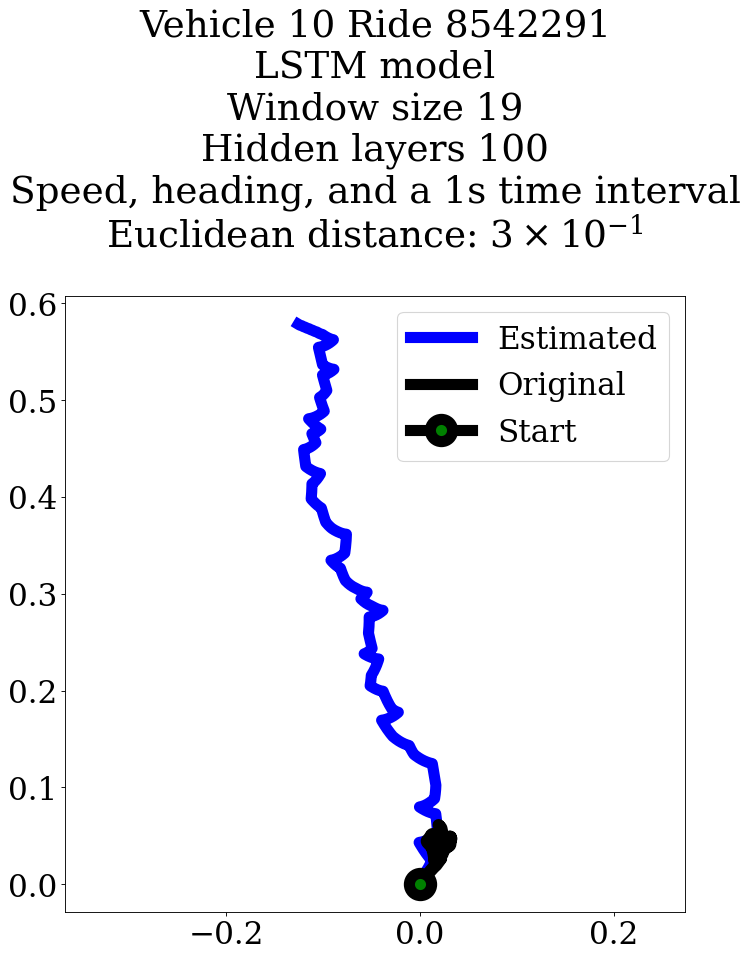 Vehicle 10 Ride 8542291
LSTM model
Window size 19
Hidden layers 100
Speed, heading, and a 1s time interval
Euclidean distance: $3 \times 10^{-1}$
0.6
0.5
0.4
0.3
0.2
0.1
0.0
−0.2
0.0
0.2
Estimated
Original
Start